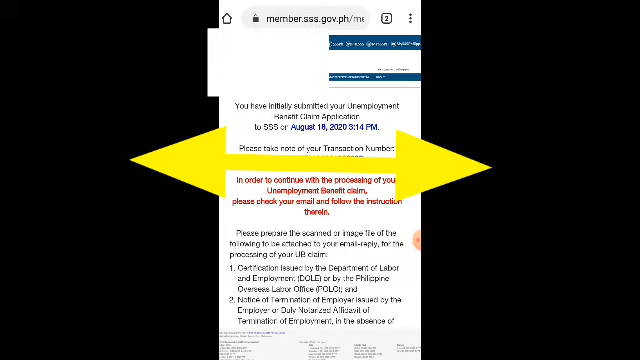 member.sss.gov.ph/me
2
You have initially submitted your Unemployment
Benefit Claim Application
to SSS on August 18, 2020 3:14 PM.
Please take note of your Transaction Number:
In order to continue with the processing of you
Unemployment Benefit claim,
please check your email and follow the instruction
therein.
Please prepare the scanned or image file of the
following to be attached to your email-reply, for the
processing of your UB claim:
1. Certification issued by the Department of Labor
and Employment (DOLE) or by the Philippine
Overseas Labor Office (POLO); and
2. Notice of Termination of Employer issued by the
Employer or Duly Notarized Affidavit of
Termination of Employment, in the absence of